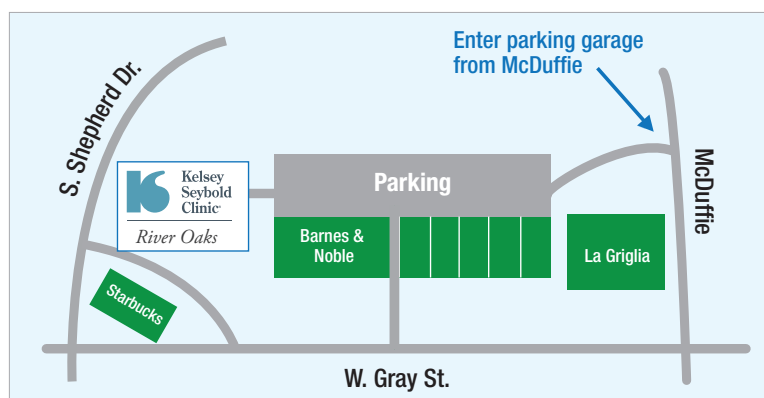 Enter parking garage
from McDuffie
S. Shepherd Dr.
Kelsey
Seybold
Clinic
River Oaks
Parking
McDuffie
Barnes &
Noble
La Griglia
Starbucks
W. Gray St.